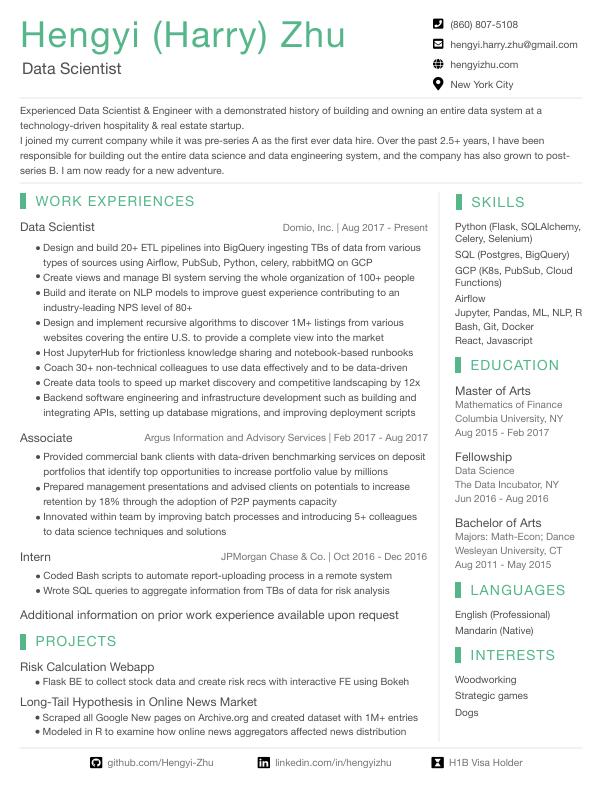 Hengyi (Harry) Zhu
Data Scientist
(860) 807-5108
hengyi.harry.zhu@gmail.com
hengyizhu.com
New York City
Experienced Data Scientist & Engineer with a demonstrated history of building and owning an entire data system at a
technology-driven hospitality & real estate startup.
I joined my current company while it was pre-series A as the first ever data hire. Over the past 2.5+ years, I have been
responsible for building out the entire data science and data engineering system, and the company has also grown to post-
series B. I am now ready for a new adventure.
WORK EXPERIENCES
Data Scientist Domio, Inc. | Aug 2017 - Present
• Design and build 20+ ETL pipelines into BigQuery ingesting TBs of data from various
types of sources using Airflow, PubSub, Python, celery, rabbitMQ on GCP
• Create views and manage BI system serving the whole organization of 100+ people
• Build and iterate on NLP models to improve guest experience contributing to an
industry-leading NPS level of 80+
• Design and implement recursive algorithms to discover 1M+ listings from various
websites covering the entire U.S. to provide a complete view into the market
• Host JupyterHub for frictionless knowledge sharing and notebook-based runbooks
• Coach 30+ non-technical colleagues to use data effectively and to be data-driven
• Create data tools to speed up market discovery and competitive landscaping by 12x
• Backend software engineering and infrastructure development such as building and
integrating APIs, setting up database migrations, and improving deployment scripts
Associate Argus Information and Advisory Services | Feb 2017 - Aug 2017
• Provided commercial bank clients with data-driven benchmarking services on deposit
portfolios that identify top opportunities to increase portfolio value by millions
• Prepared management presentations and advised clients on potentials to increase
retention by 18% through the adoption of P2P payments capacity
• Innovated within team by improving batch processes and introducing 5+ colleagues
to data science techniques and solutions
Intern JPMorgan Chase & Co. | Oct 2016 - Dec 2016
• Coded Bash scripts to automate report-uploading process in a remote system
• Wrote SQL queries to aggregate information from TBs of data for risk analysis
Additional information on prior work experience available upon request
PROJECTS
Risk Calculation Webapp
• Flask BE to collect stock data and create risk recs with interactive FE using Bokeh
Long-Tail Hypothesis in Online News Market
• Scraped all Google New pages on Archive.org and created dataset with 1M+ entries
• Modeled in R to examine how online news aggregators affected news distribution
SKILLS
Python (Flask, SQLAlchemy,
Celery, Selenium)
SQL (Postgres, BigQuery)
GCP (K8s, PubSub, Cloud
Functions)
Airflow
Jupyter, Pandas, ML, NLP, R
Bash, Git, Docker
React, Javascript
EDUCATION
Master of Arts
Mathematics of Finance
Columbia University, NY
Aug 2015 - Feb 2017
Fellowship
Data Science
The Data Incubator, NY
Jun 2016 - Aug 2016
Bachelor of Arts
Majors: Math-Econ; Dance
Wesleyan University, CT
Aug 2011 - May 2015
LANGUAGES
English (Professional)
Mandarin (Native)
INTERESTS
Woodworking
Strategic games
Dogs
github.com/Hengyi-Zhu
linkedin.com/in/hengyizhu
H1B Visa Holder